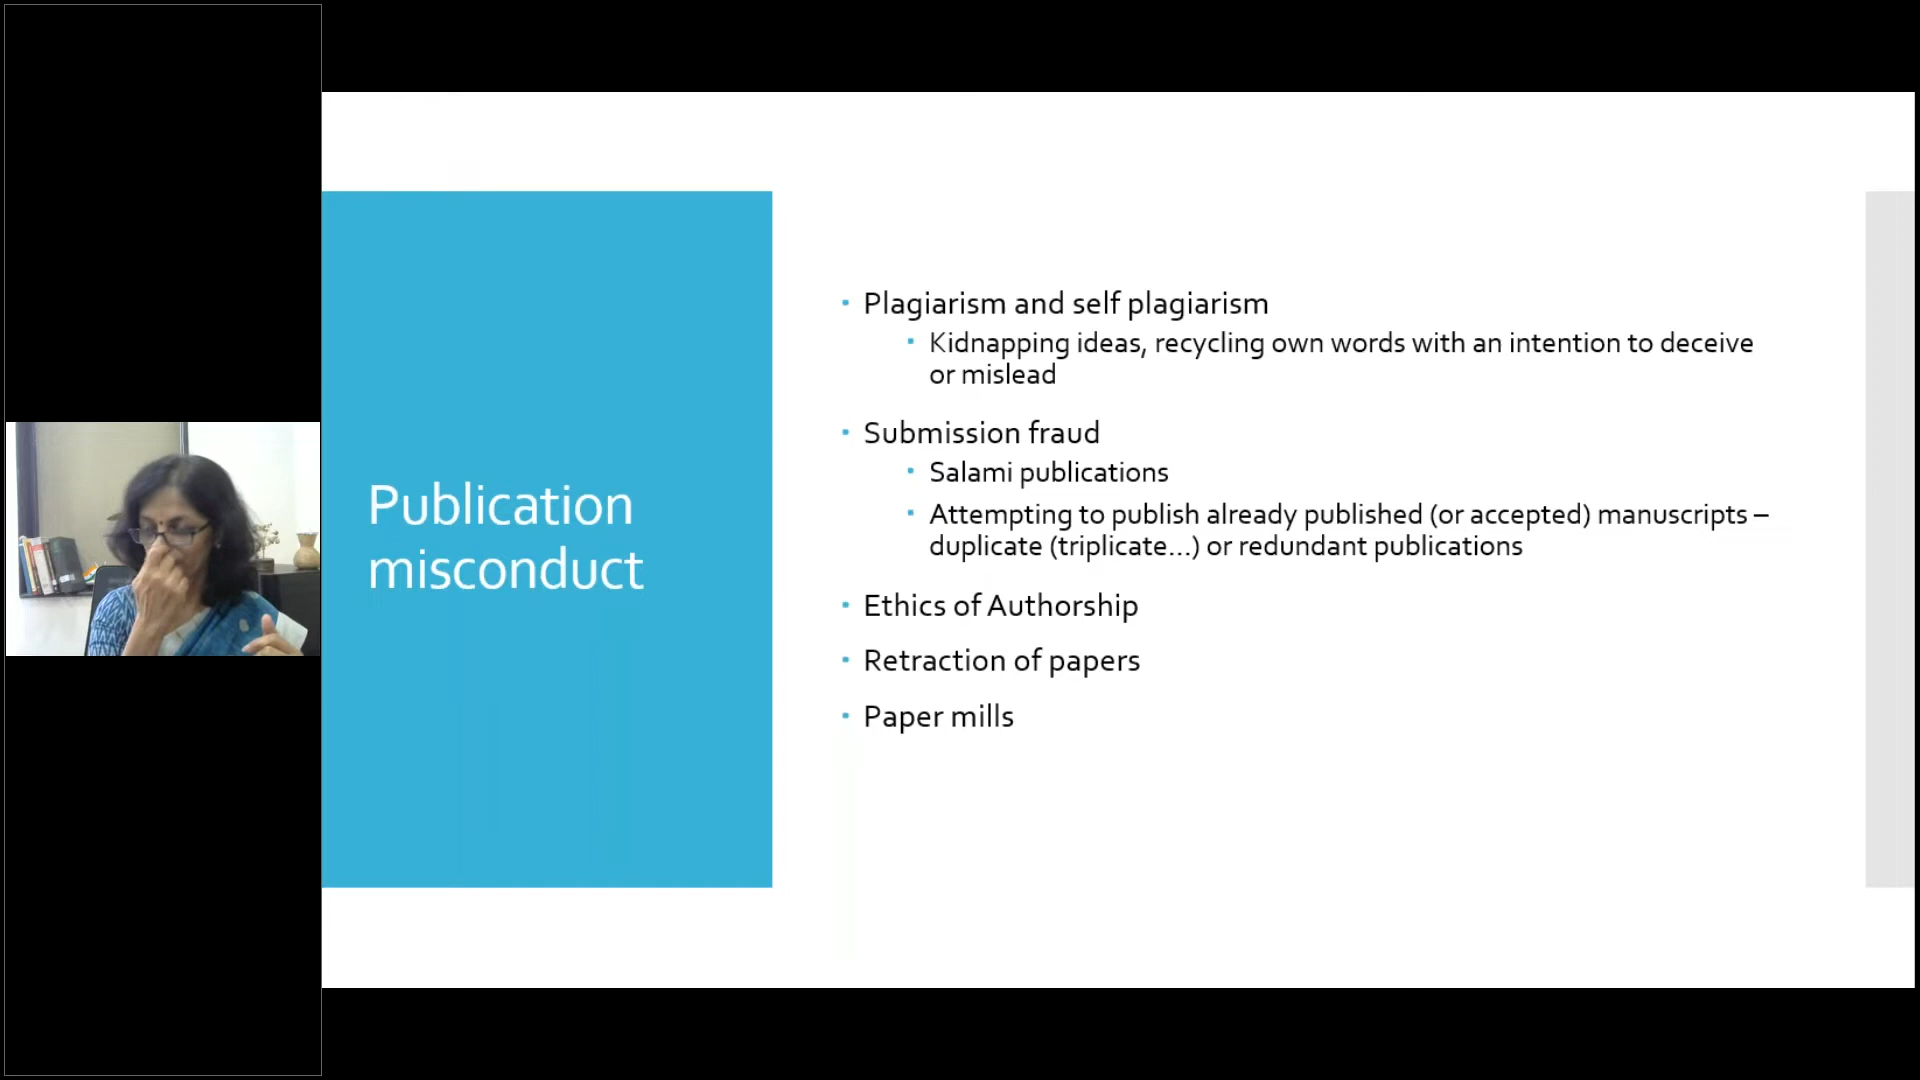 Publication
misconduct
Plagiarism and self plagiarism
Kidnapping ideas, recycling own words with an intention to deceive
or mislead
Submission fraud
Salami publications
Attempting to publish already published (or accepted) manuscripts –
duplicate (triplicate...) or redundant publications
Ethics of Authorship
Retraction of papers
Paper mills